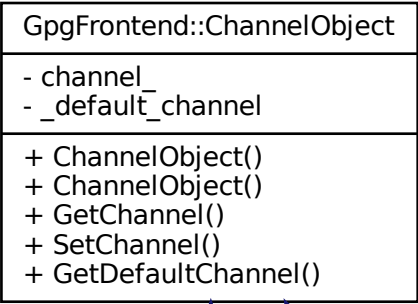 GpgFrontend::ChannelObject
- channel_
- _default_channel
+ ChannelObject()
+ ChannelObject()
+ GetChannel()
+ SetChannel()
+ GetDefaultChannel()